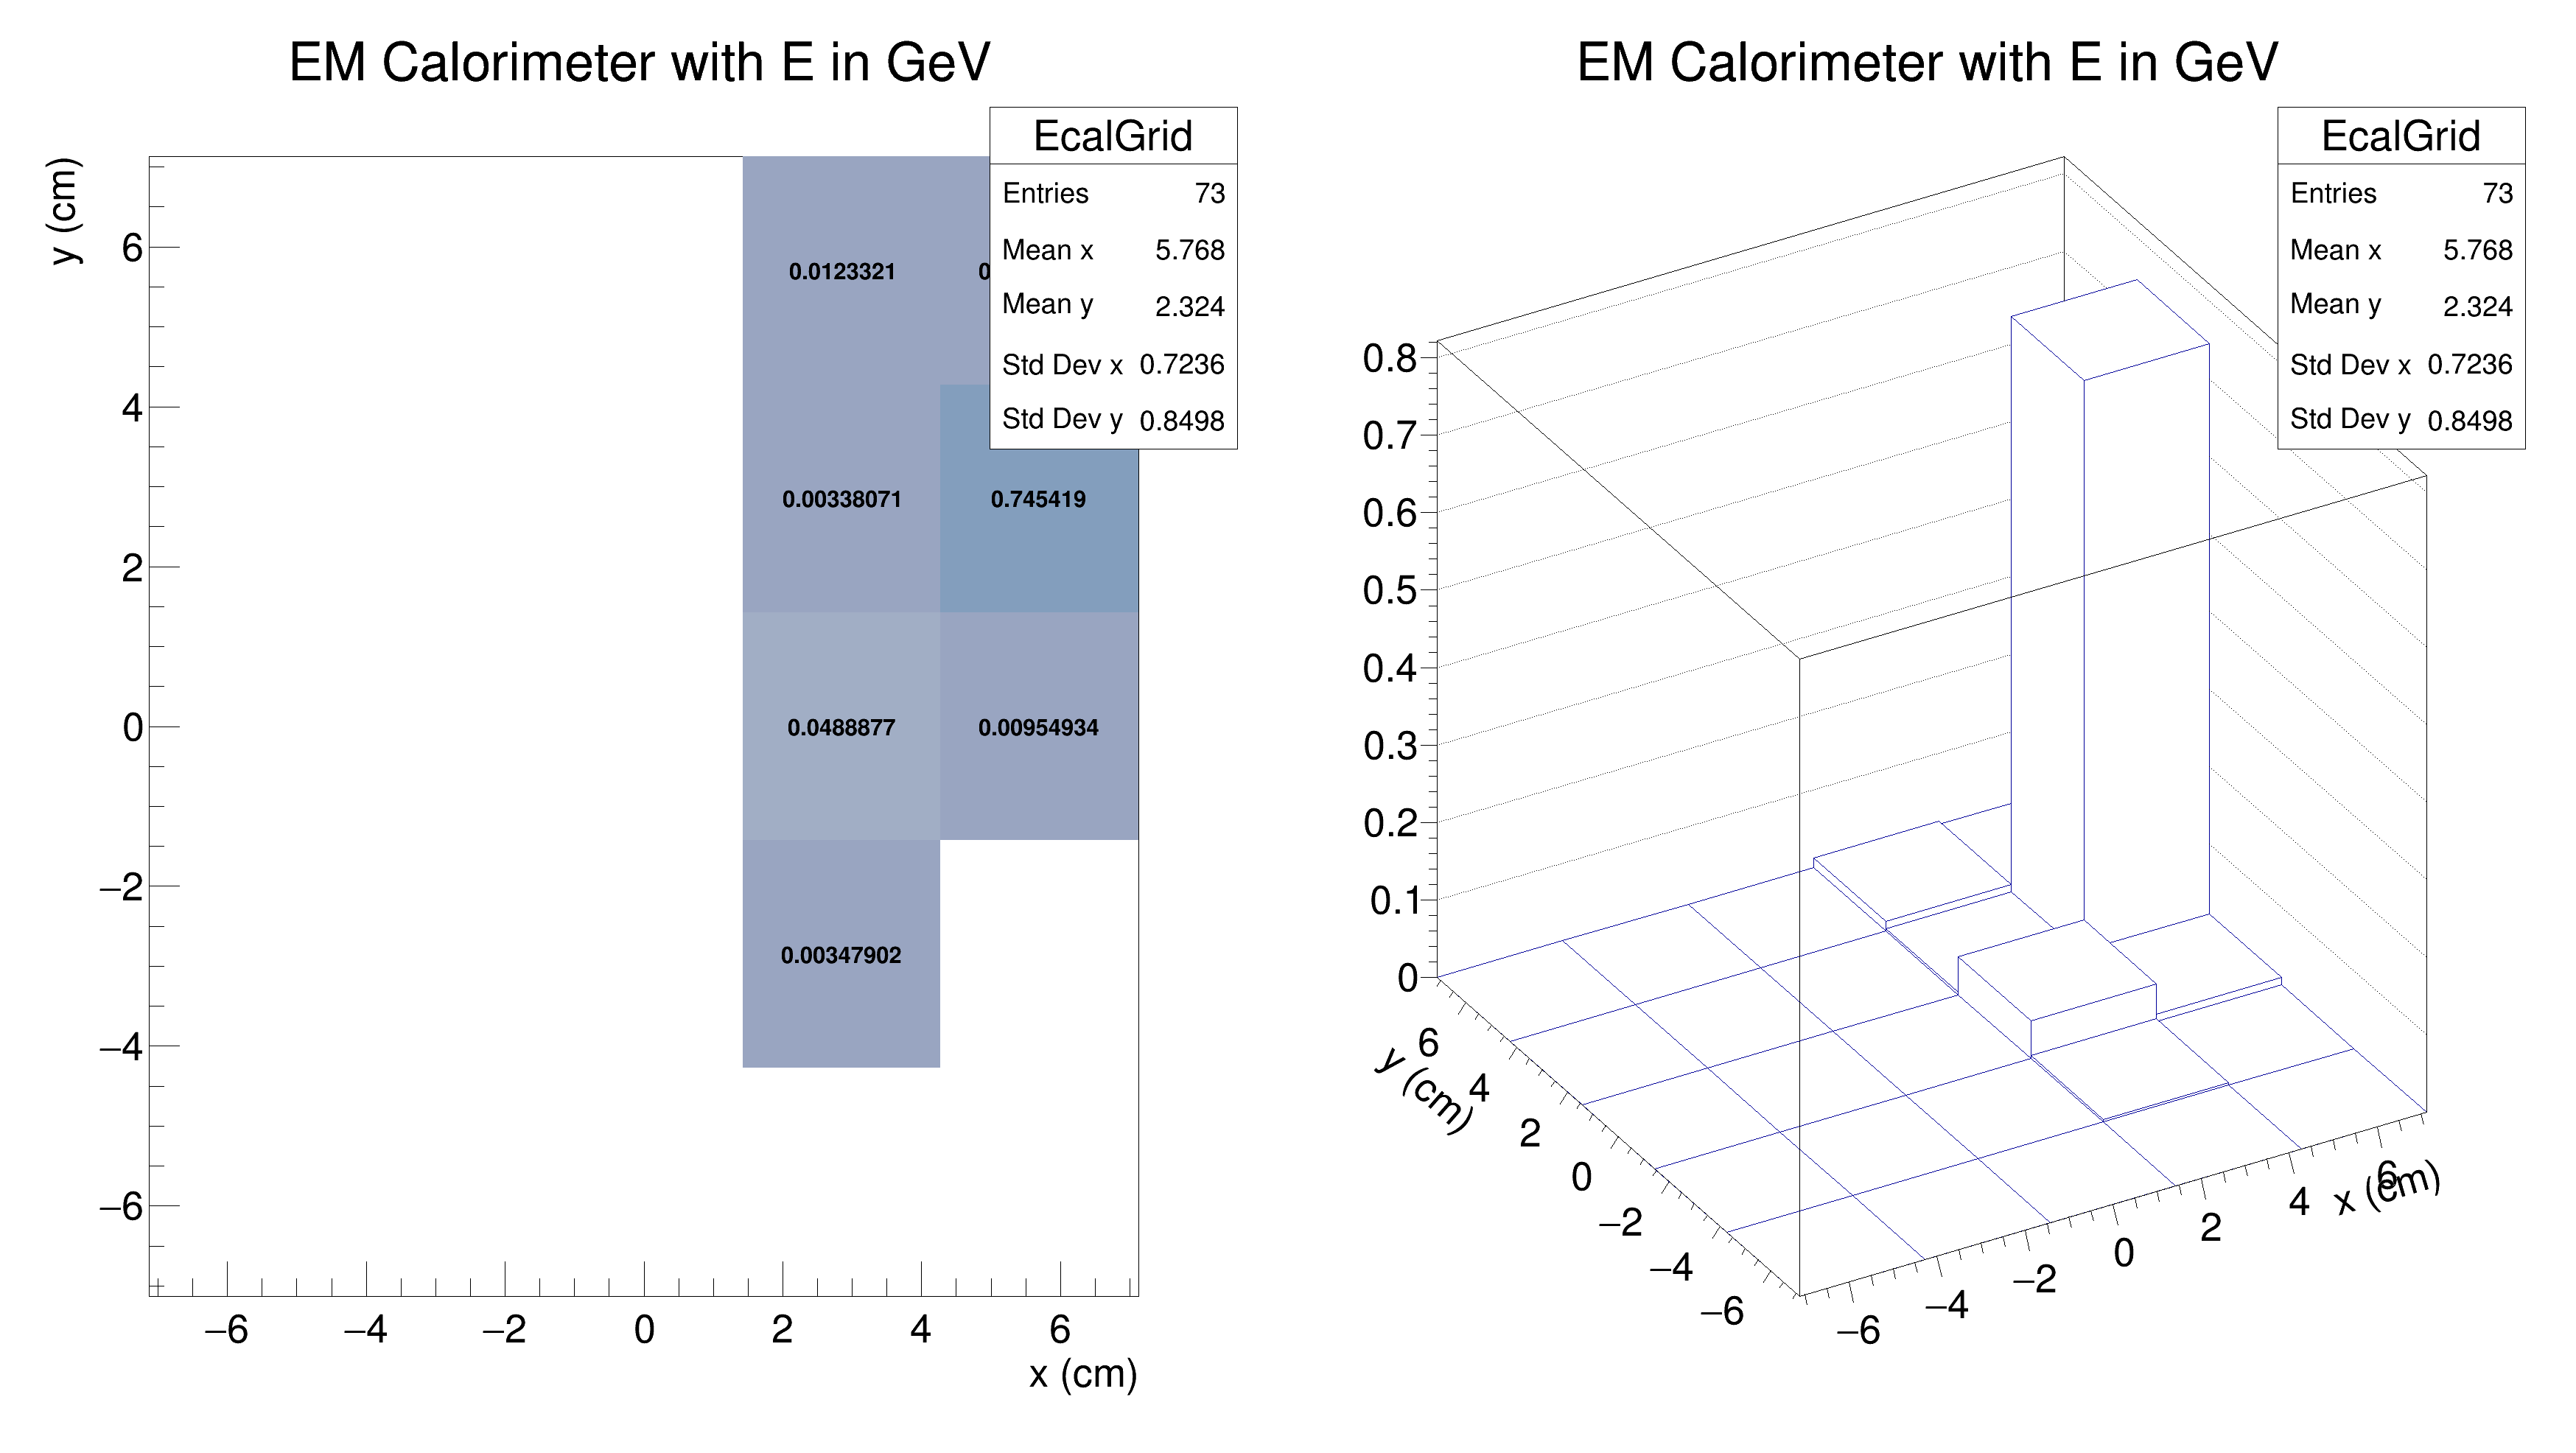 EM Calorimeter with E in GeV
EcalGrid
Entries 73
Mean x 5.768
Mean y 2.324
Std Dev x 0.7236
Std Dev y 0.8498
y (cm)
6
4
2
0
−2
−4
−6
0.0123321
0.00338071
0.745419
0.0488877
0.00954934
0.00347902
−6 −4 −2 0 2 4 6
x (cm)
EM Calorimeter with E in GeV
EcalGrid
Entries 73
Mean x 5.768
Mean y 2.324
Std Dev x 0.7236
Std Dev y 0.8498
0.8
0.7
0.6
0.5
0.4
0.3
0.2
0.1
0
y (cm)
6
4
2
0
−2
−4
−6
−6 −4 −2 0 2 4 6
x (cm)